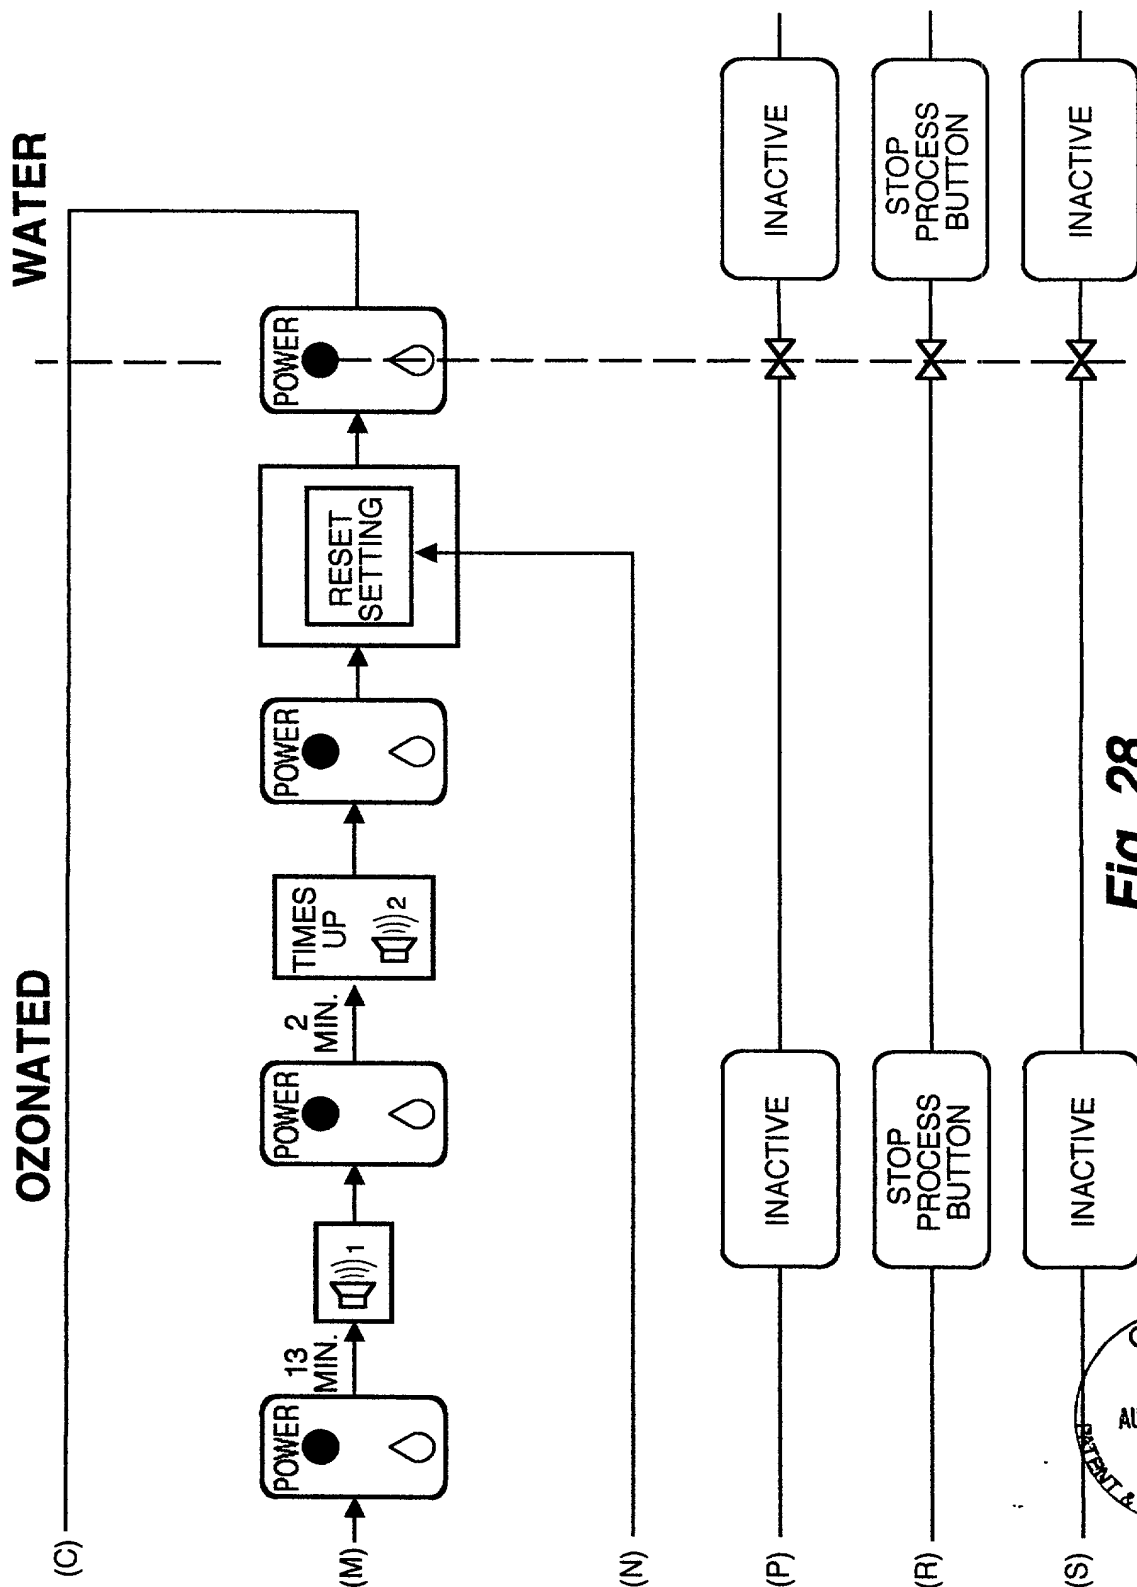 OZONATED
WATER
(C)
(M)
POWER
13
MIN.
1
POWER
2
MIN.
TIMES
UP
2
POWER
RESET
SETTING
POWER
(N)
(P)
INACTIVE
INACTIVE
(R)
STOP
PROCESS
BUTTON
STOP
PROCESS
BUTTON
(S)
INACTIVE
INACTIVE
Fig. 28
PATENT &